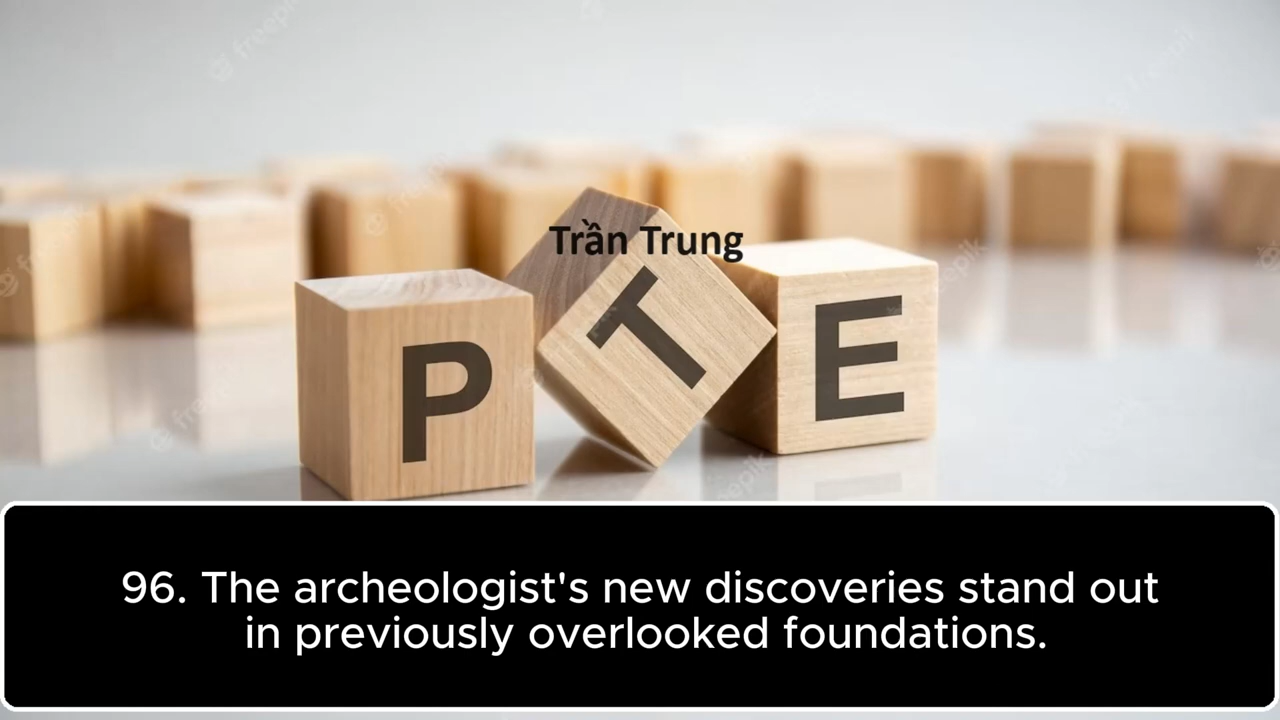 Trần Trung
P T E
96. The archeologist's new discoveries stand out
in previously overlooked foundations.